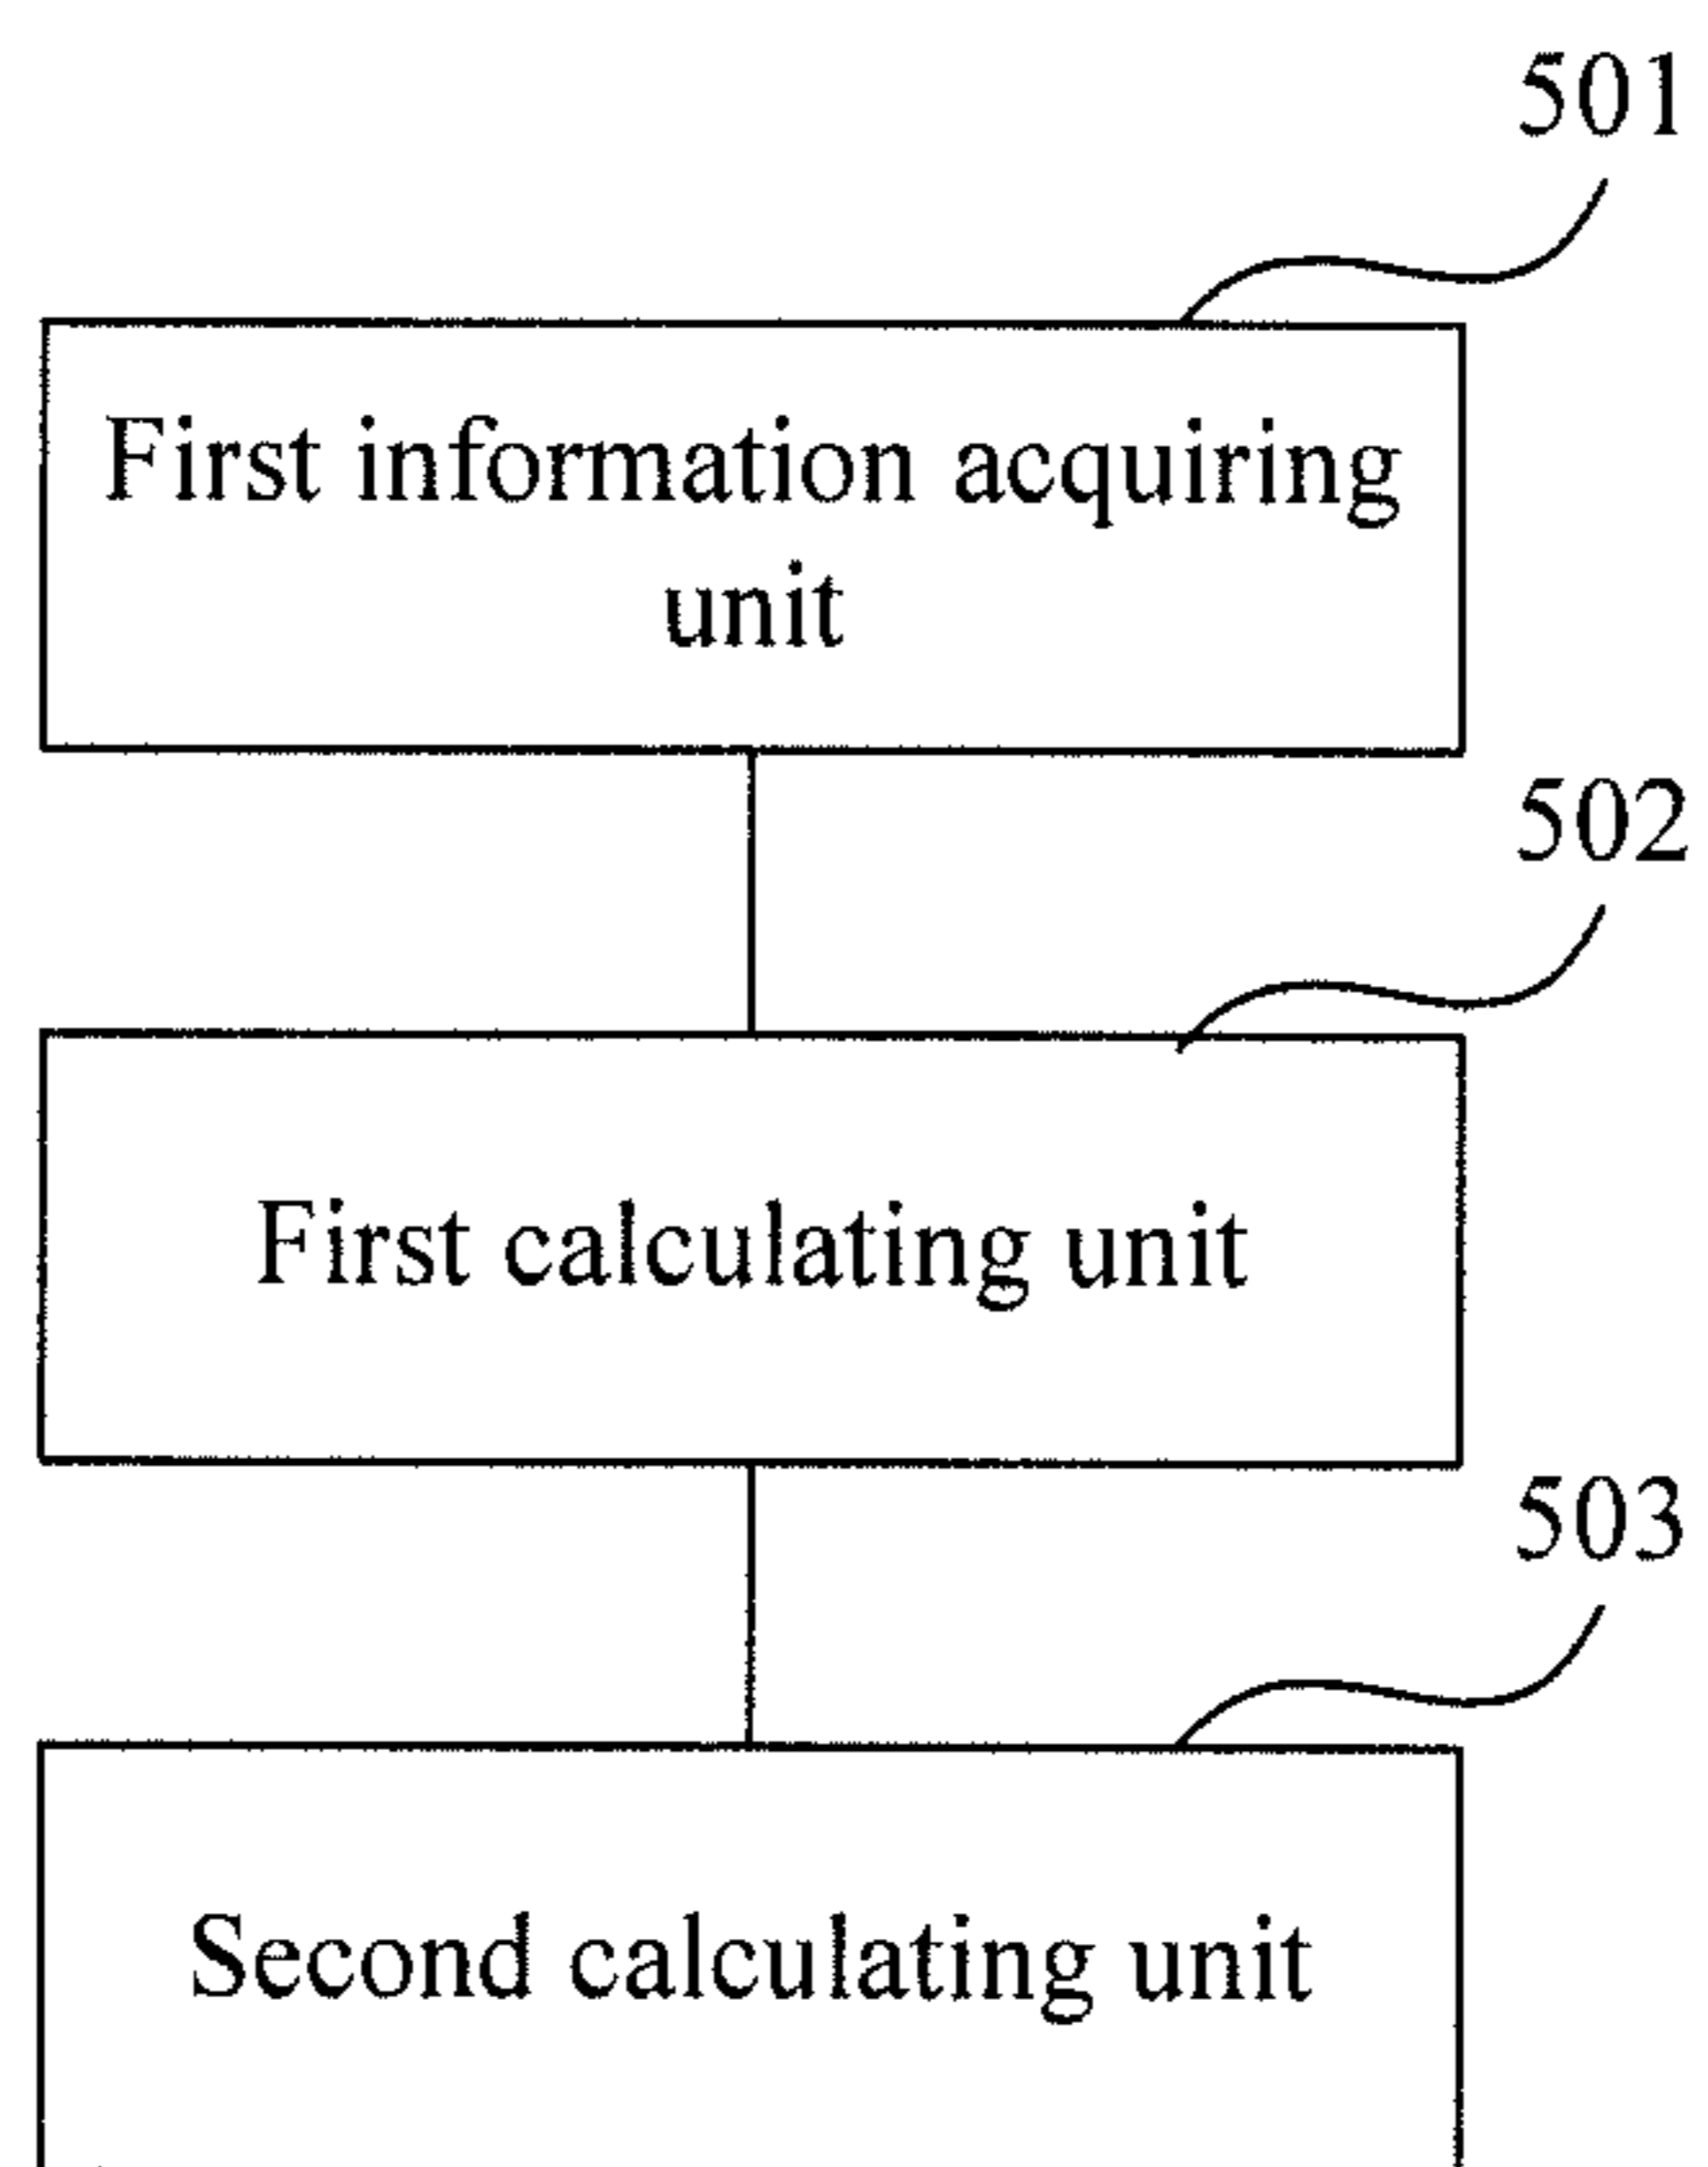 501
First information acquiring
unit
502
First calculating unit
503
Second calculating unit